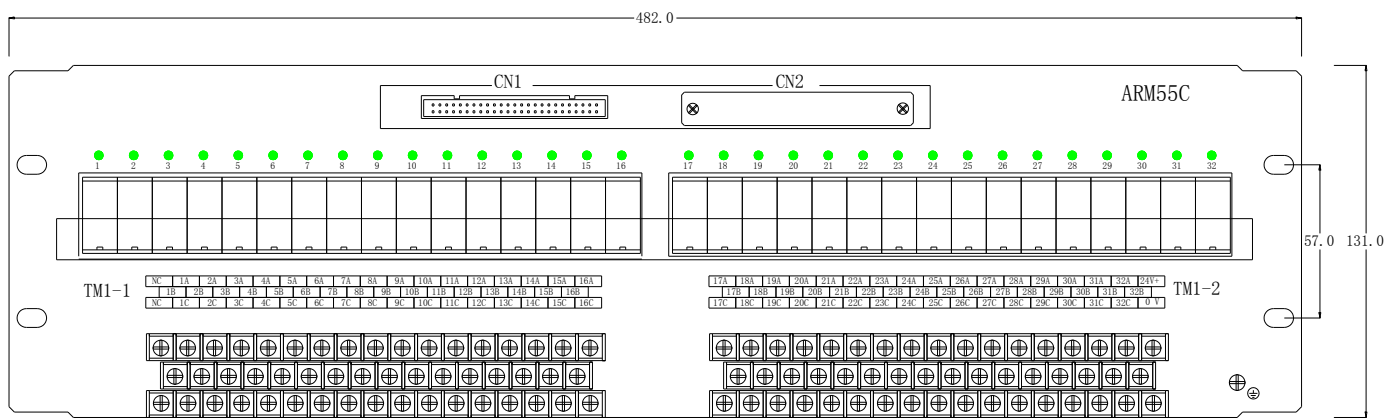 482.0
CN1 CN2
ARM55C
1 2 3 4 5 6 7 8 9 10 11 12 13 14 15 16 17 18 19 20 21 22 23 24 25 26 27 28 29 30 31 32
57.0 131.0
TM1-1
NC 1A 2A 3A 4A 5A 6A 7A 8A 9A 10A 11A 12A 13A 14A 15A 16A
1B 2B 3B 4B 5B 6B 7B 8B 9B 10B 11B 12B 13B 14B 15B 16B
NC 1C 2C 3C 4C 5C 6C 7C 8C 9C 10C 11C 12C 13C 14C 15C 16C
17A 18A 19A 20A 21A 22A 23A 24A 25A 26A 27A 28A 29A 30A 31A 32A 24V+
17B 18B 19B 20B 21B 22B 23B 24B 25B 26B 27B 28B 29B 30B 31B 32B
17C 18C 19C 20C 21C 22C 23C 24C 25C 26C 27C 28C 29C 30C 31C 32C 0 V
TM1-2